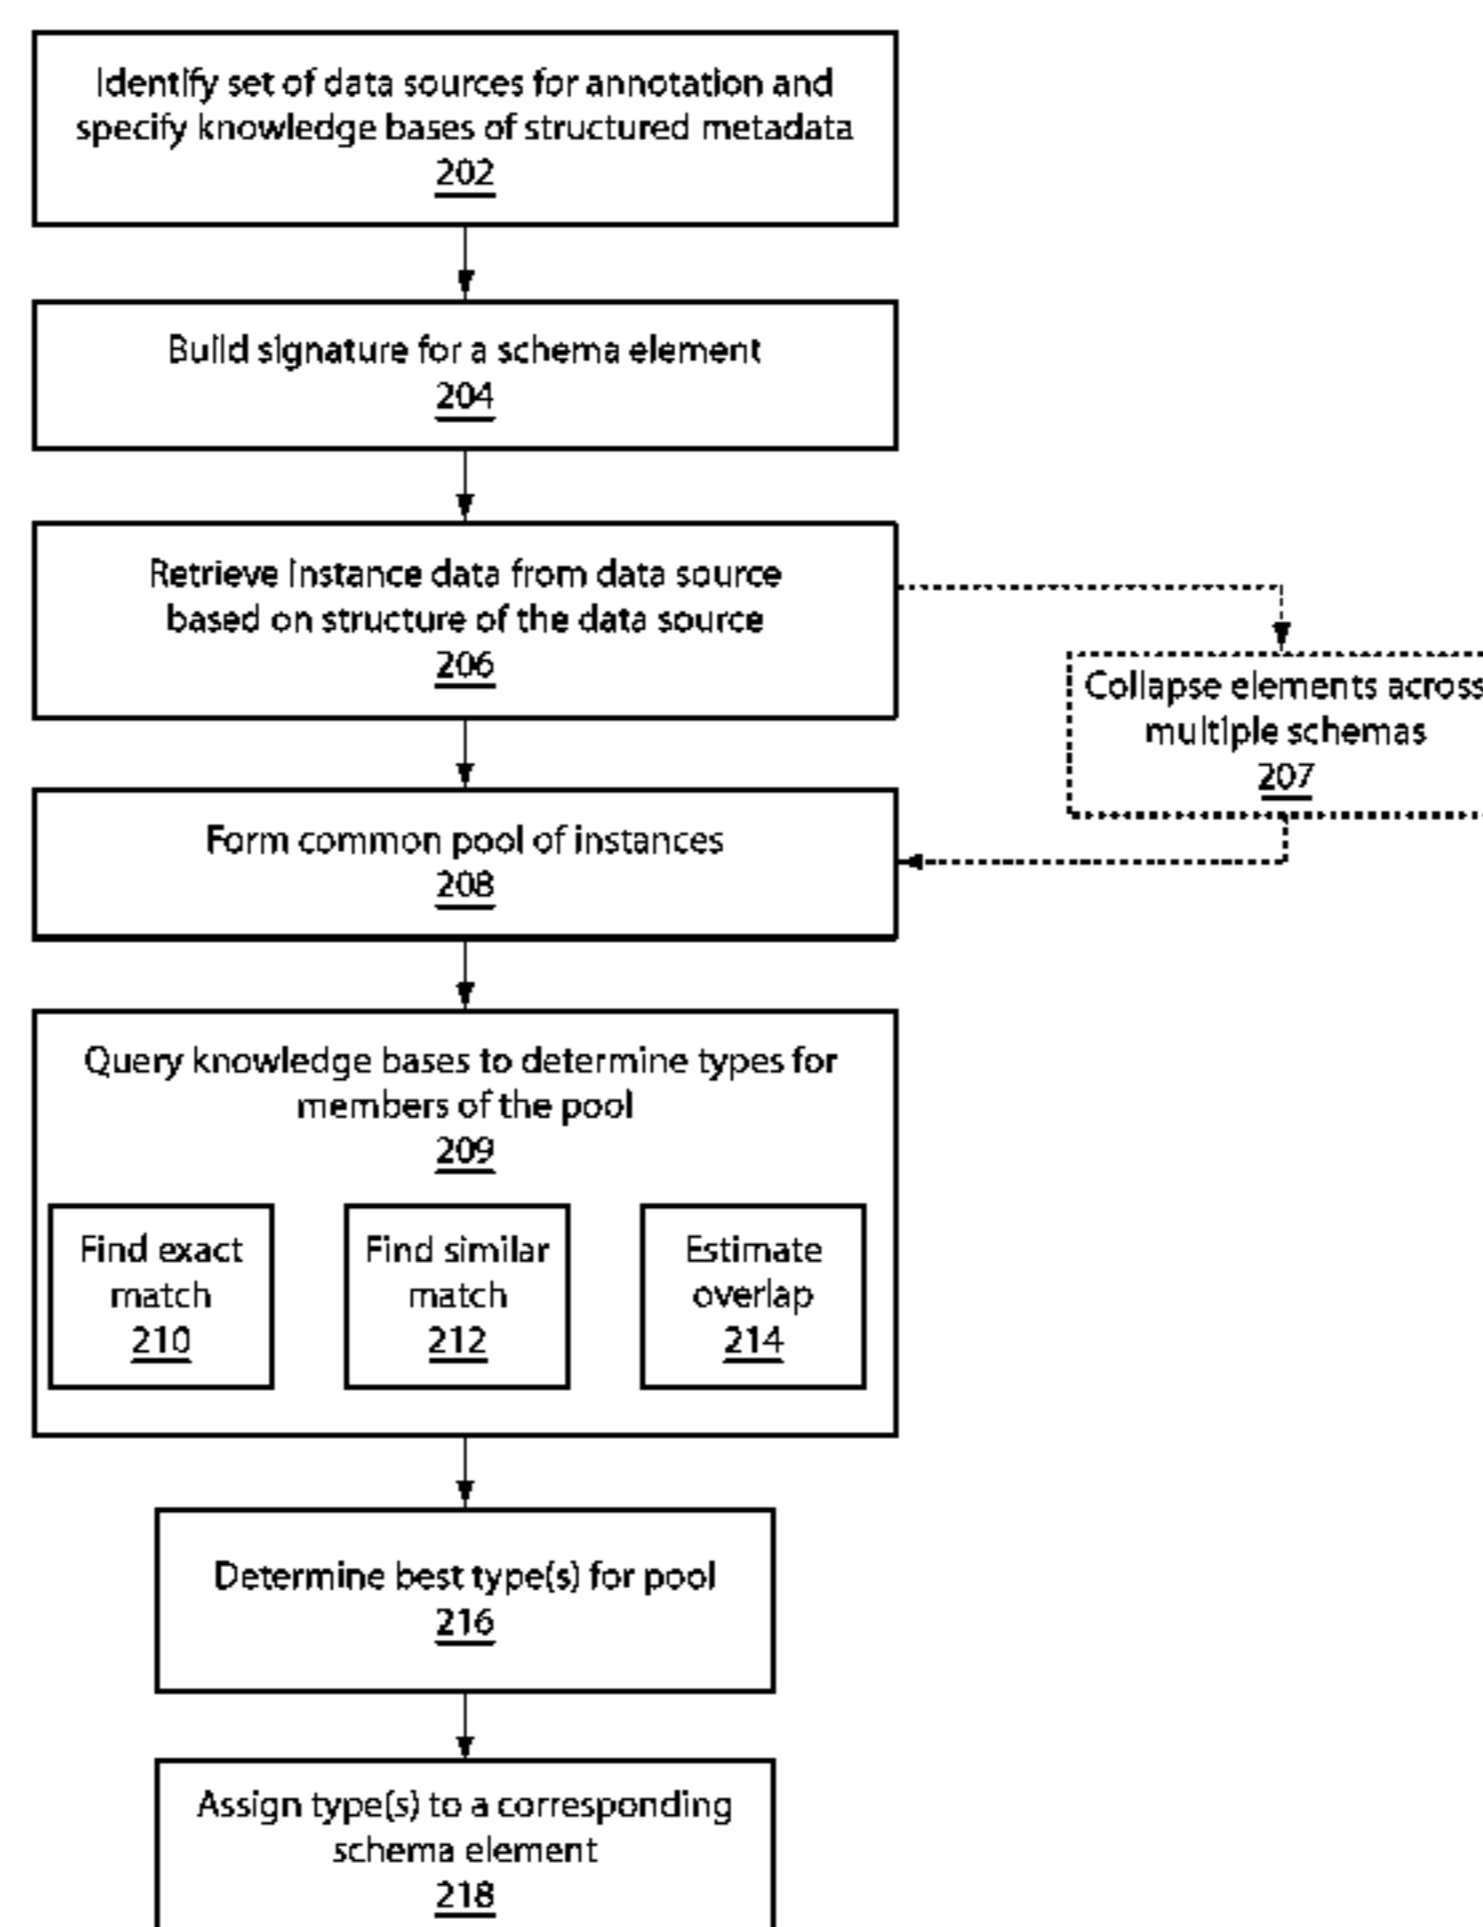 Identify set of data sources for annotation and
specify knowledge bases of structured metadata
202
Build signature for a schema element
204
Retrieve instance data from data source
based on structure of the data source
206
Collapse elements across
multiple schemas
207
Form common pool of instances
208
Query knowledge bases to determine types for
members of the pool
209
Find exact
match
210
Find similar
match
212
Estimate
overlap
214
Determine best type(s) for pool
216
Assign type(s) to a corresponding
schema element
218